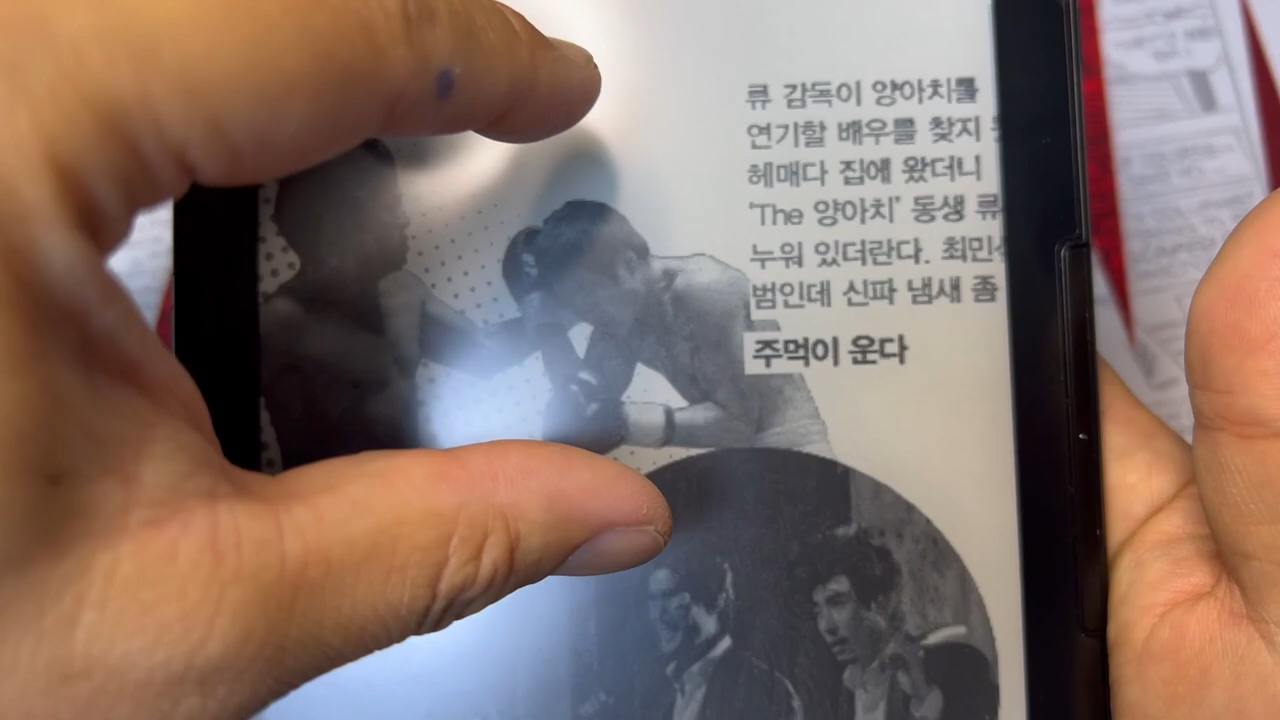 류 감독이 양아치를
연기할 배우를 찾지
헤매다 집에 왔더니
'The 양아치' 동생 류
누워 있더란다. 최민
범인데 신파 냄새 좀
주먹이 운다